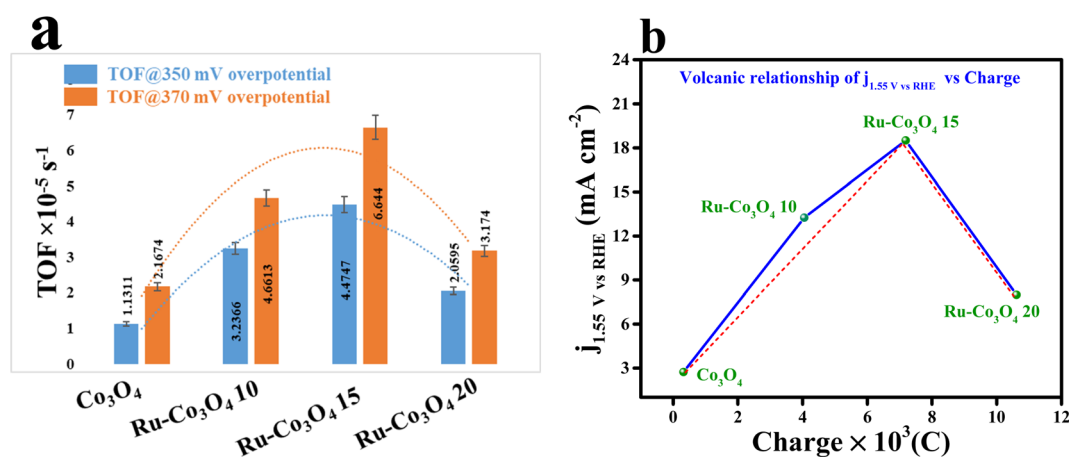 a
TOF@350 mV overpotential
TOF@370 mV overpotential
TOF ×10⁻⁵ s⁻¹
7
6
5
4
3
2
1
0
1.1311
2.1674
3.2366
4.6613
4.4747
6.644
2.0595
3.174
Co₃O₄
Ru-Co₃O₄ 10
Ru-Co₃O₄ 15
Ru-Co₃O₄ 20
b
Volcanic relationship of j₁.₅₅ V vs RHE vs Charge
j₁.₅₅ V vs RHE (mA cm⁻²)
24
21
18
15
12
9
6
3
Ru-Co₃O₄ 15
Ru-Co₃O₄ 10
Ru-Co₃O₄ 20
Co₃O₄
0
2
4
6
8
10
12
Charge × 10³(C)